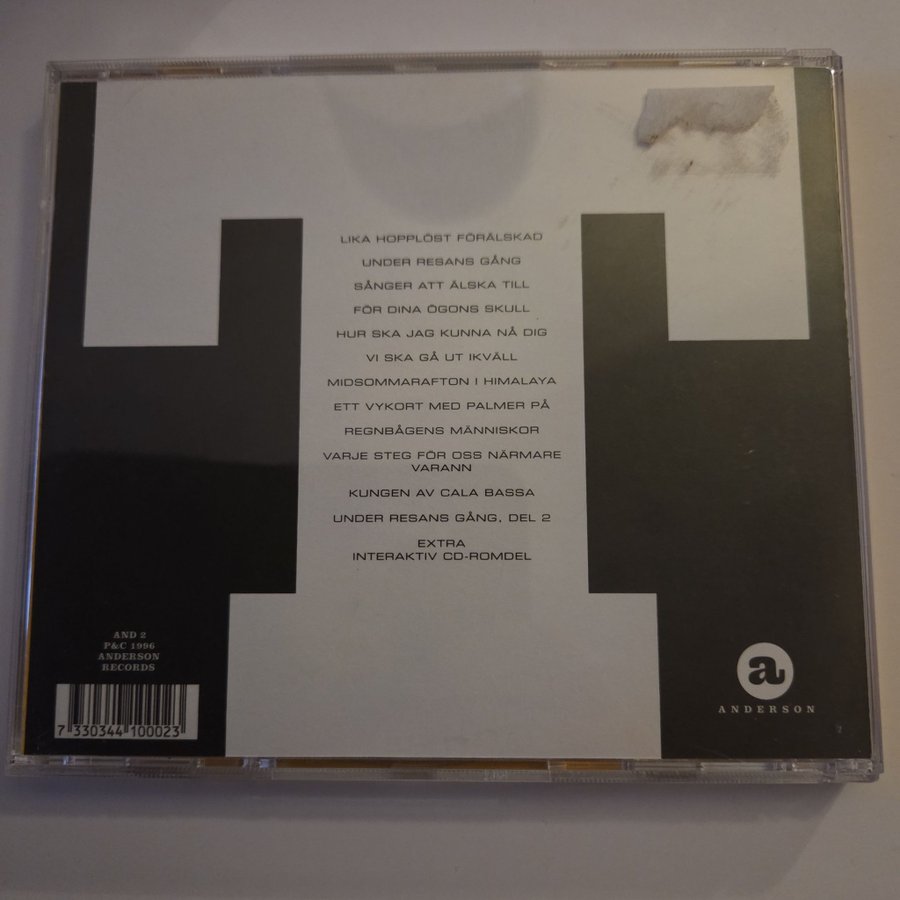 LIKA HOPPLÖST FÖRÄLSKAD
UNDER RESANS GÅNG
SÅNGER ATT ÄLSKA TILL
FÖR DINA ÖGONS SKULL
HUR SKA JAG KUNNA NÅ DIG
VI SKA GÅ UT IKVÄLL
MIDSOMMARAFTON I HIMALAYA
ETT VYKORT MED PALMER PÅ
REGNBÅGENS MÄNNISKOR
VARJE STEG FÖR OSS NÄRMARE
VARANN
KUNGEN AV CALA BASSA
UNDER RESANS GÅNG, DEL 2
EXTRA
INTERAKTIV CD-ROMDEL
AND 2
P&C 1996
ANDERSON
RECORDS
7 330344 100023
a
ANDERSON